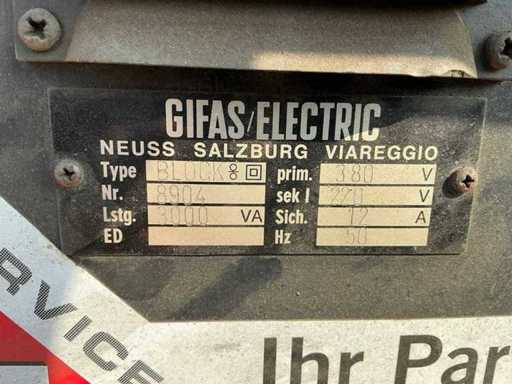 GIFAS/ELECTRIC
NEUSS SALZBURG VIAREGGIO
Type BLOCK prim. 380 V
Nr. 8904 sek I 220 V
Lstg. 3000 VA Sich. 12 A
ED Hz 50
RVICE
Ihr Par